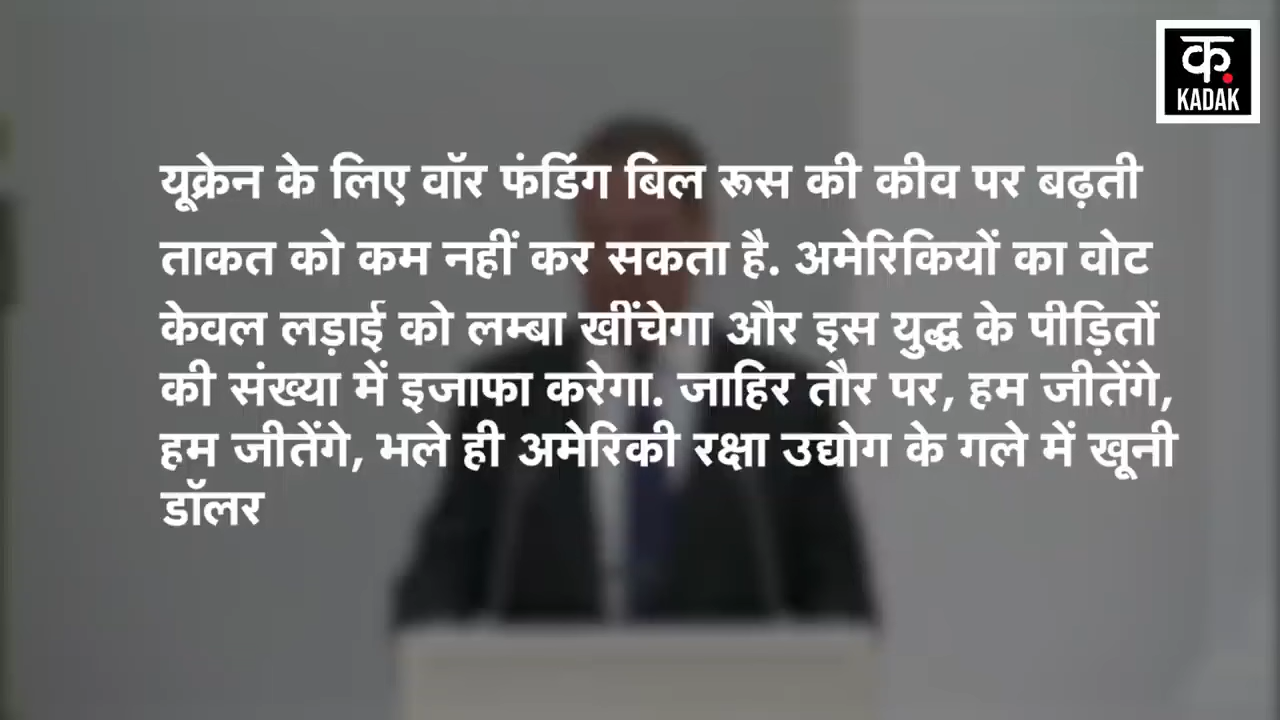 क.
KADAK
यूक्रेन के लिए वॉर फंडिंग बिल रूस की कीव पर बढ़ती
ताकत को कम नहीं कर सकता है. अमेरिकियों का वोट
केवल लड़ाई को लम्बा खींचेगा और इस युद्ध के पीड़ितों
की संख्या में इजाफा करेगा. जाहिर तौर पर, हम जीतेंगे,
हम जीतेंगे, भले ही अमेरिकी रक्षा उद्योग के गले में खूनी
डॉलर